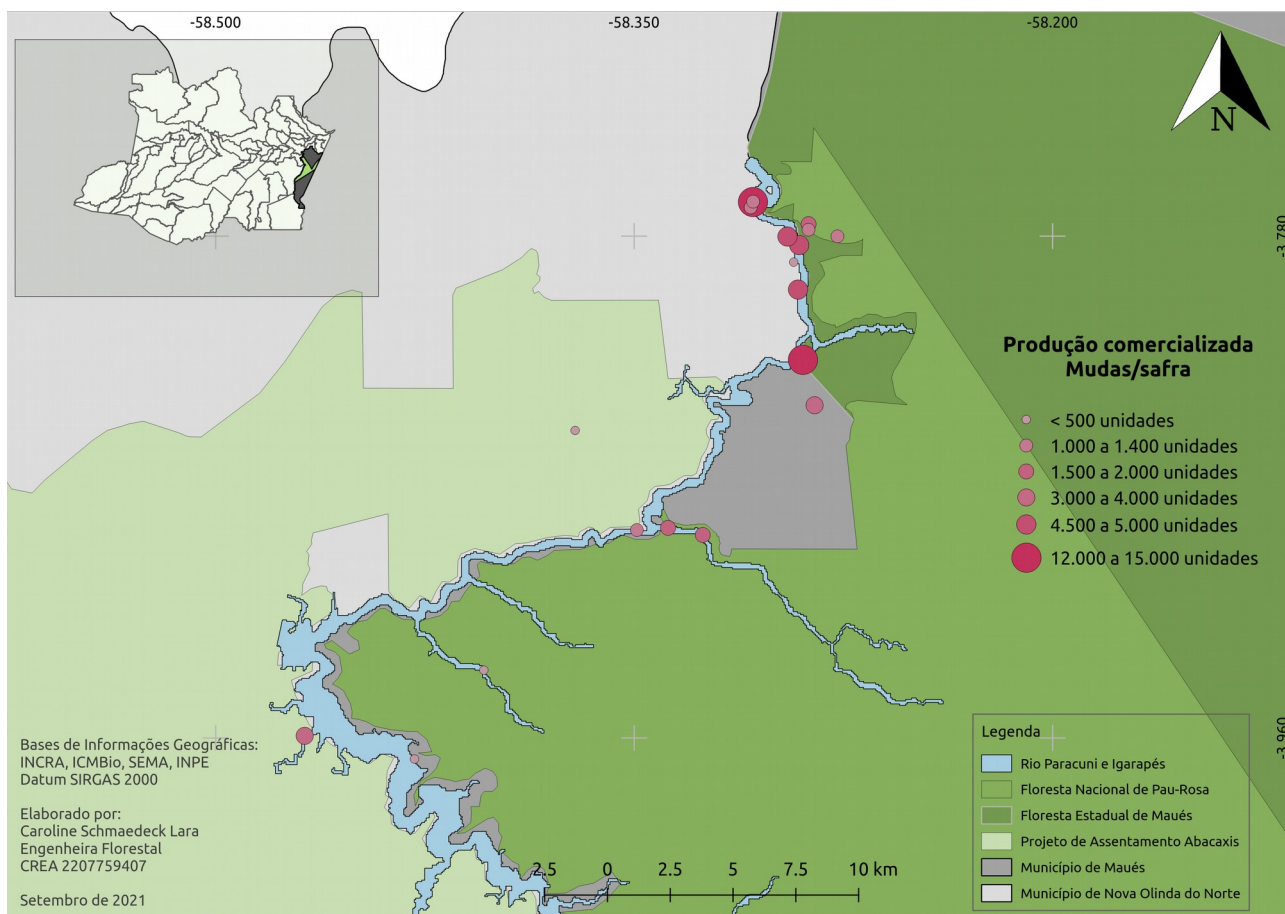 -58.500
-58.350
-58.200
N
-3.780
Produção comercializada
Mudas/safra
< 500 unidades
1.000 a 1.400 unidades
1.500 a 2.000 unidades
3.000 a 4.000 unidades
4.500 a 5.000 unidades
12.000 a 15.000 unidades
-3.960
Legenda
Rio Paracuni e Igarapés
Floresta Nacional de Pau-Rosa
Floresta Estadual de Maués
Projeto de Assentamento Abacaxis
Município de Maués
Município de Nova Olinda do Norte
Bases de Informações Geográficas:
INCRA, ICMBio, SEMA, INPE
Datum SIRGAS 2000
Elaborado por:
Caroline Schmaedeck Lara
Engenheira Florestal
CREA 2207759407
Setembro de 2021
2.5 0 2.5 5 7.5 10 km